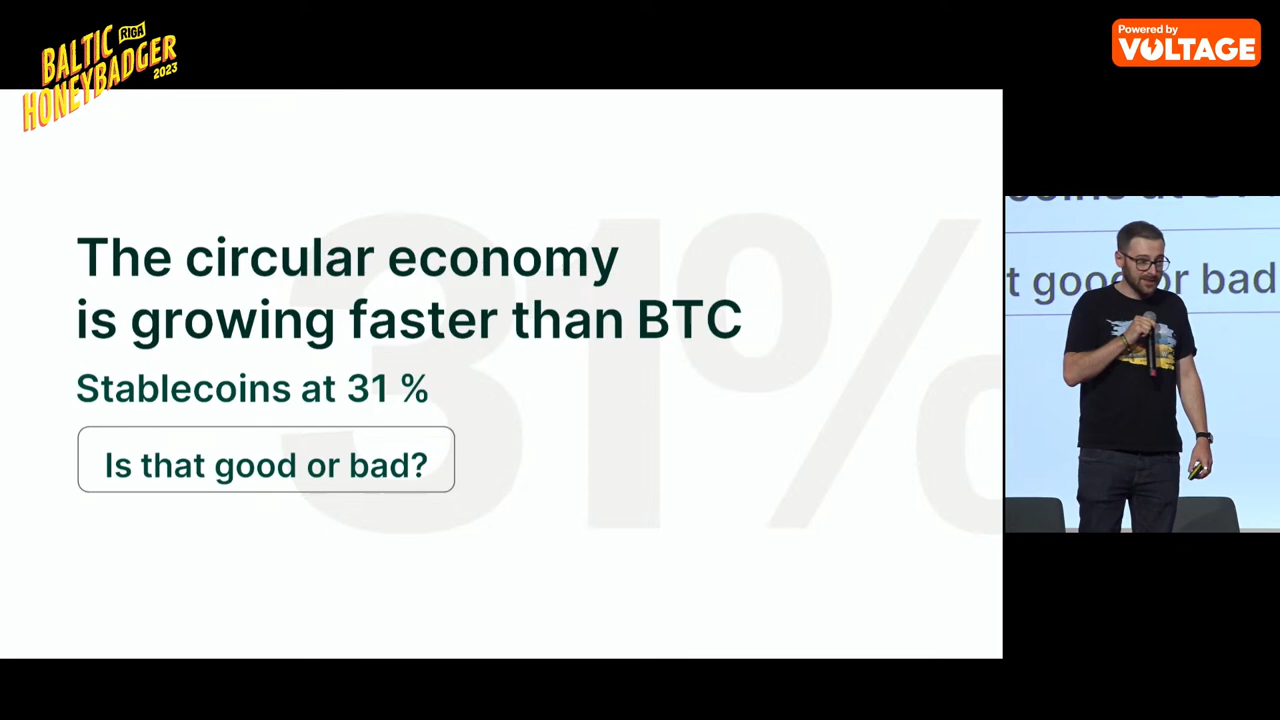 BALTIC
RIGA
HONEYBADGER
2023
Powered by
VOLTAGE
The circular economy
is growing faster than BTC
Stablecoins at 31 %
Is that good or bad?
31%
good or bad